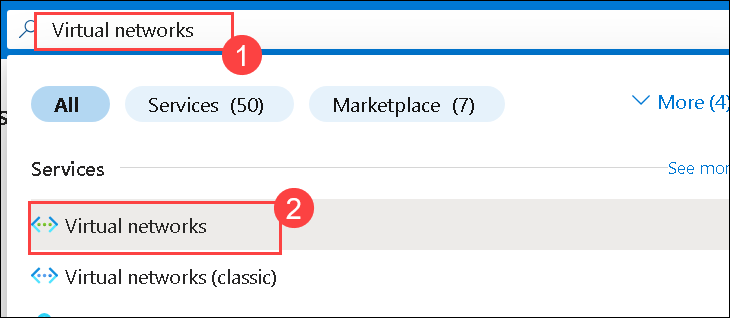 Virtual networks
1
All Services (50) Marketplace (7) More (4)
Services See mor
2
Virtual networks
Virtual networks (classic)